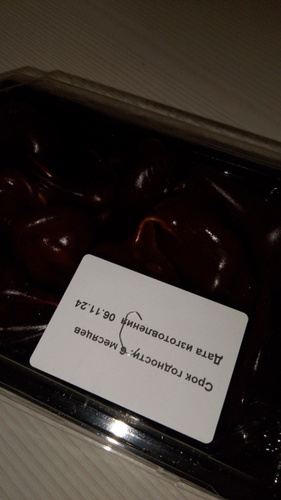 Дата изготовления 06.11.24
Срок годности, 6 месяцев